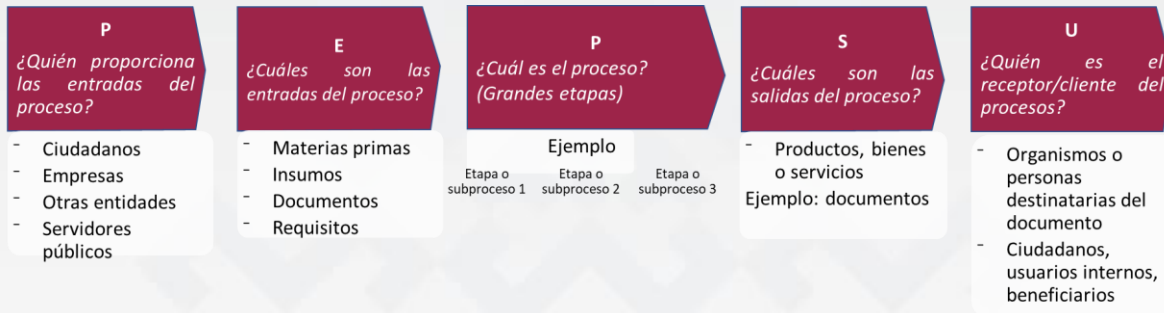 P
¿Quién proporciona
las entradas del
proceso?
- Ciudadanos
- Empresas
- Otras entidades
- Servidores
públicos
E
¿Cuáles son las
entradas del proceso?
- Materias primas
- Insumos
- Documentos
- Requisitos
P
¿Cuál es el proceso?
(Grandes etapas)
Ejemplo
Etapa o
subproceso 1
Etapa o
subproceso 2
Etapa o
subproceso 3
S
¿Cuáles son las
salidas del proceso?
- Productos, bienes
o servicios
Ejemplo: documentos
U
¿Quién es el
receptor/cliente del
procesos?
- Organismos o
personas
destinatarias del
documento
- Ciudadanos,
usuarios internos,
beneficiarios